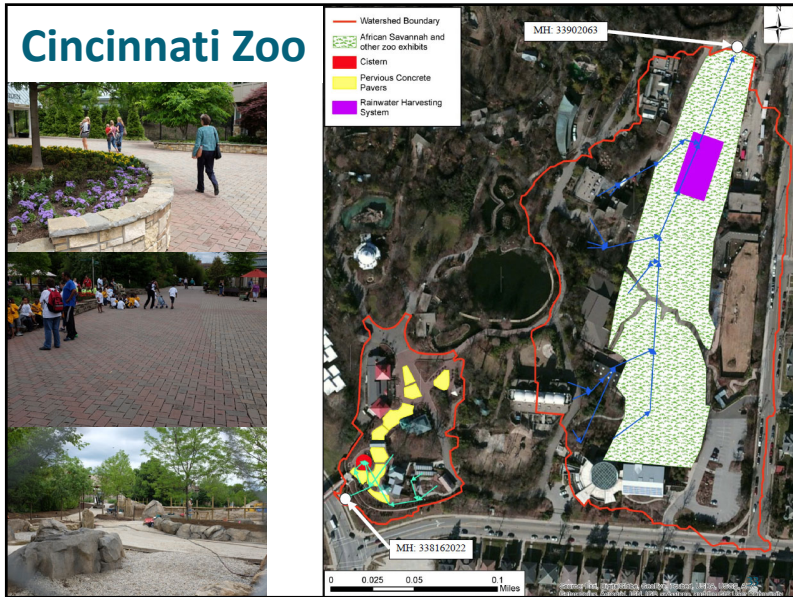 Cincinnati Zoo
Watershed Boundary
African Savannah and
other zoo exhibits
Cistern
Pervious Concrete
Pavers
Rainwater Harvesting
System
MH: 33902063
N
MH: 338162022
0 0.025 0.05 0.1
Miles